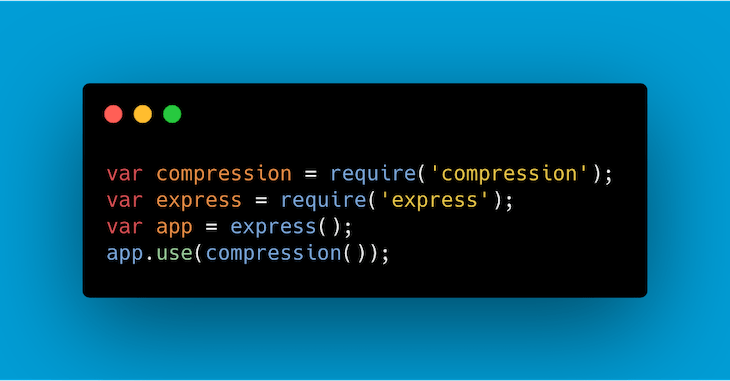 var compression = require('compression');
var express = require('express');
var app = express();
app.use(compression());